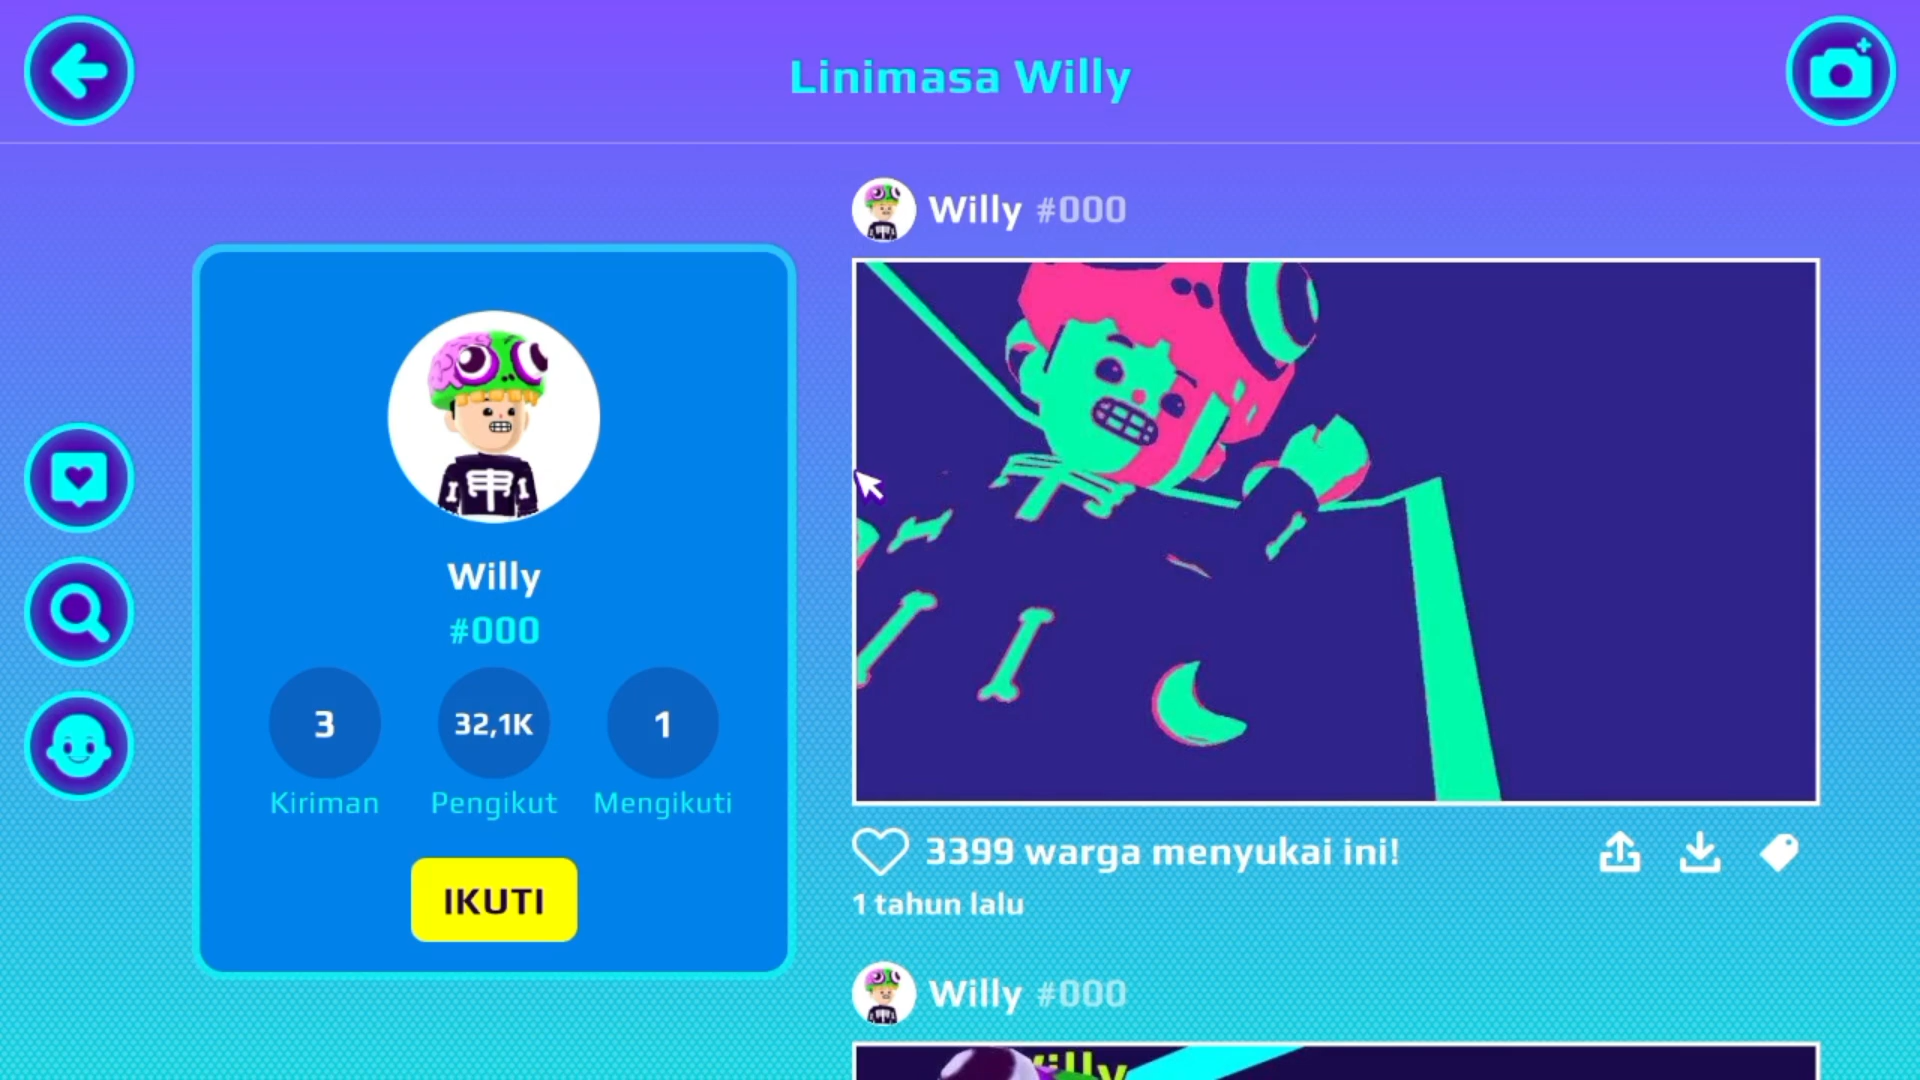 Linimasa Willy
Willy
#000
3
Kiriman
32,1K
Pengikut
1
Mengikuti
IKUTI
Willy #000
3399 warga menyukai ini!
1 tahun lalu
Willy #000
Willy